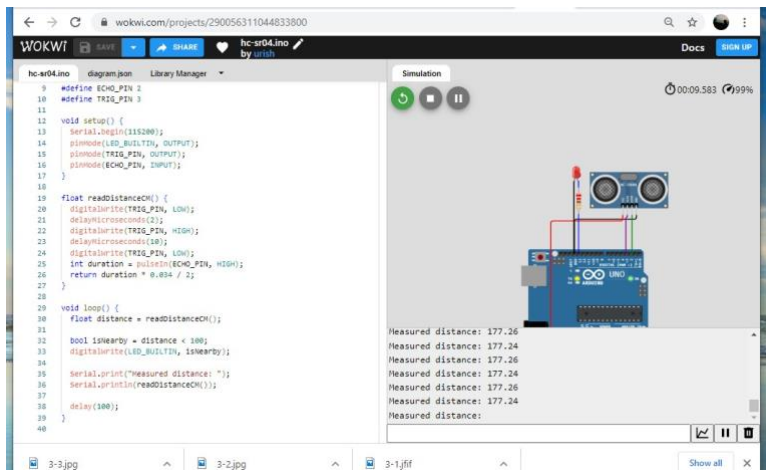 wokwi.com/projects/290056311044833800
WOKWI SAVE SHARE hc-sr04.ino by urish Docs SIGN UP
hc-sr04.ino diagram.json Library Manager
Simulation
00:09.583 99%
9 #define ECHO_PIN 2
10 #define TRIG_PIN 3
11
12 void setup() {
13 Serial.begin(115200);
14 pinMode(LED_BUILTIN, OUTPUT);
15 pinMode(TRIG_PIN, OUTPUT);
16 pinMode(ECHO_PIN, INPUT);
17 }
18
19 float readDistanceCM() {
20 digitalWrite(TRIG_PIN, LOW);
21 delayMicroseconds(2);
22 digitalWrite(TRIG_PIN, HIGH);
23 delayMicroseconds(10);
24 digitalWrite(TRIG_PIN, LOW);
25 int duration = pulseIn(ECHO_PIN, HIGH);
26 return duration * 0.034 / 2;
27 }
28
29 void loop() {
30 float distance = readDistanceCM();
31
32 bool isNearby = distance < 100;
33 digitalWrite(LED_BUILTIN, isNearby);
34
35 Serial.print("Measured distance: ");
36 Serial.println(readDistanceCM());
37
38 delay(100);
39 }
40
UNO
ARDUINO
Measured distance: 177.26
Measured distance: 177.24
Measured distance: 177.26
Measured distance: 177.24
Measured distance: 177.26
Measured distance: 177.24
Measured distance:
3-3.jpg 3-2.jpg 3-1.jfif Show all